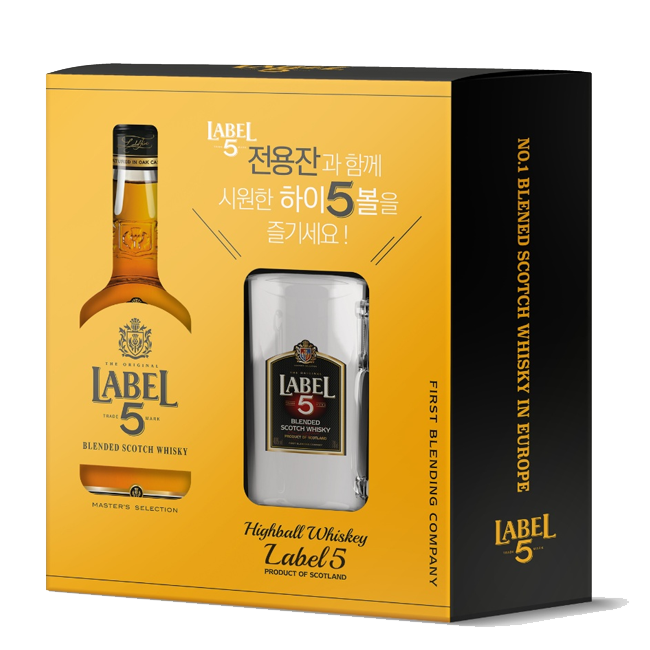 LABEL
5
LABEL
5
전용잔과 함께
시원한 하이5볼을
즐기세요 !
THE ORIGINAL
LABEL
TRADE 5 MARK
BLENDED SCOTCH WHISKY
MASTER'S SELECTION
LABEL
5
BLENDED
SCOTCH WHISKY
PRODUCT OF SCOTLAND
Highball Whiskey
Label 5
PRODUCT OF SCOTLAND
FIRST BLENDING COMPANY
NO.1 BLENED SCOTCH WHISKY IN EUROPE
LABEL
5